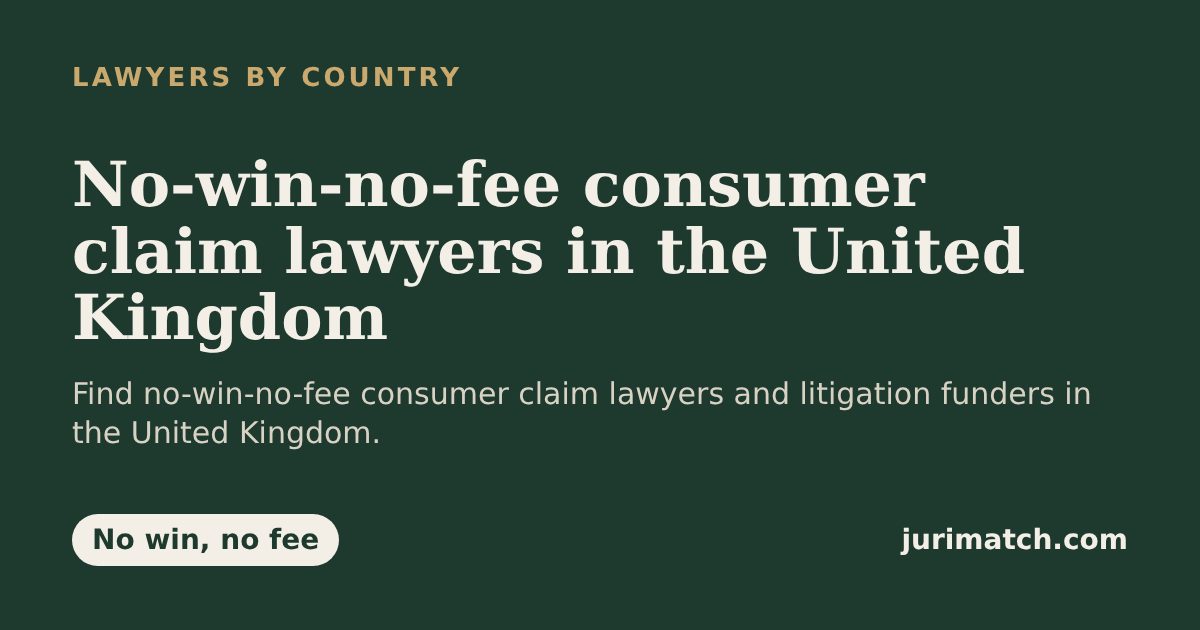 LAWYERS BY COUNTRY
No-win-no-fee consumer
claim lawyers in the United
Kingdom
Find no-win-no-fee consumer claim lawyers and litigation funders in
the United Kingdom.
No win, no fee
jurimatch.com